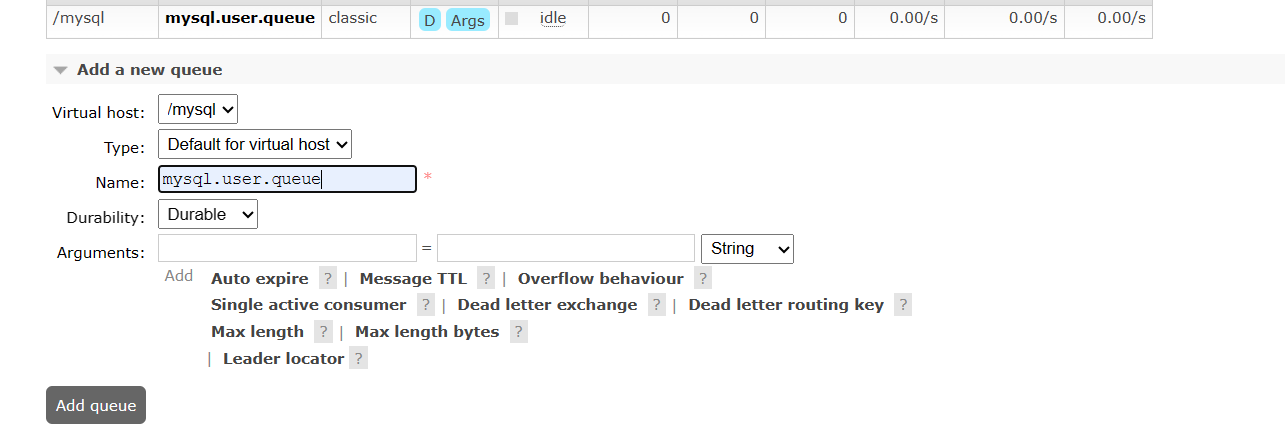 /mysql mysql.user.queue classic D Args idle 0 0 0 0.00/s 0.00/s 0.00/s
Add a new queue
Virtual host: /mysql
Type: Default for virtual host
Name: mysql.user.queue *
Durability: Durable
Arguments: = String
Add Auto expire ? | Message TTL ? | Overflow behaviour ?
Single active consumer ? | Dead letter exchange ? | Dead letter routing key ?
Max length ? | Max length bytes ?
| Leader locator ?
Add queue